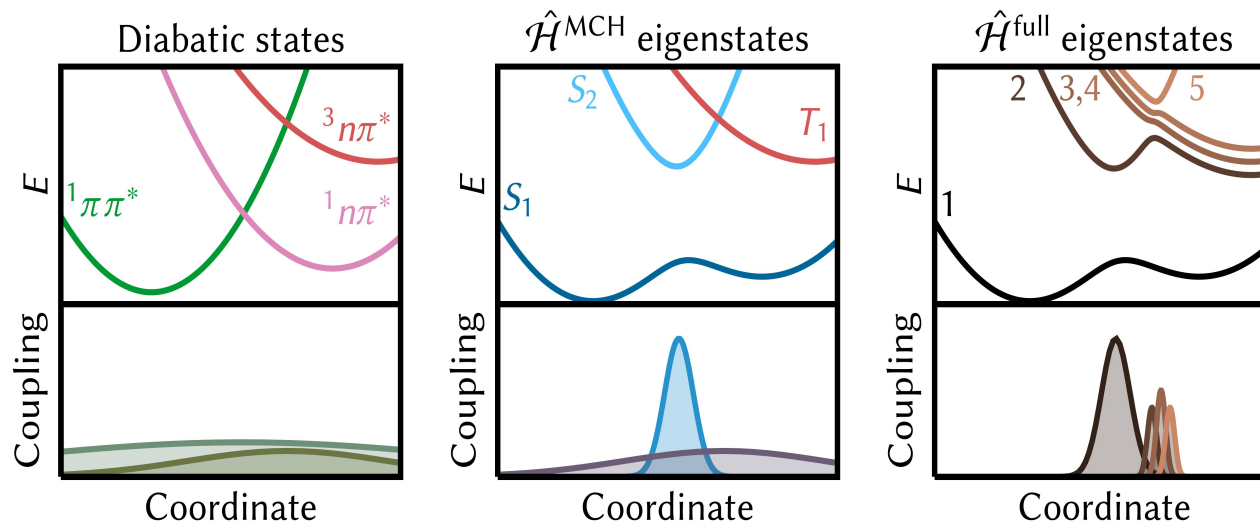 Diabatic states
E
¹ππ*
¹nπ*
³nπ*
Coupling
Coordinate
Ĥ^MCH eigenstates
E
S₁
S₂
T₁
Coupling
Coordinate
Ĥ^full eigenstates
E
1
2
3,4
5
Coupling
Coordinate